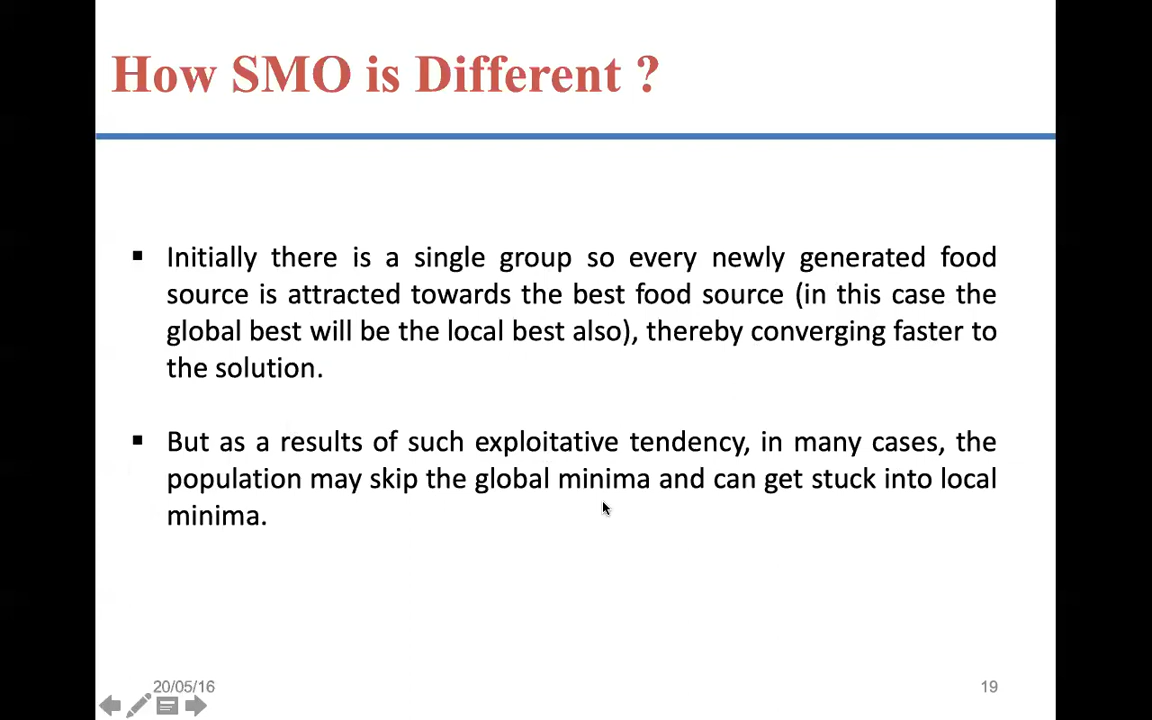 How SMO is Different ?
▪ Initially there is a single group so every newly generated food
source is attracted towards the best food source (in this case the
global best will be the local best also), thereby converging faster to
the solution.
▪ But as a results of such exploitative tendency, in many cases, the
population may skip the global minima and can get stuck into local
minima.
20/05/16
19